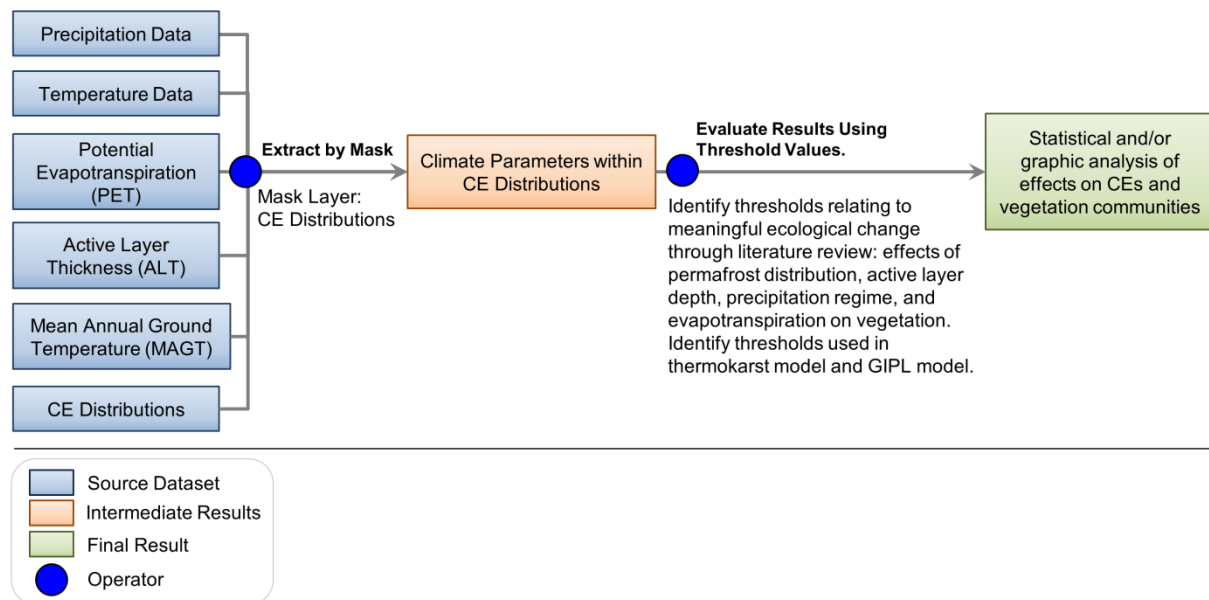 Precipitation Data
Temperature Data
Potential
Evapotranspiration
(PET)
Active Layer
Thickness (ALT)
Mean Annual Ground
Temperature (MAGT)
CE Distributions
Extract by Mask
Mask Layer:
CE Distributions
Climate Parameters within
CE Distributions
Evaluate Results Using
Threshold Values.
Identify thresholds relating to
meaningful ecological change
through literature review: effects of
permafrost distribution, active layer
depth, precipitation regime, and
evapotranspiration on vegetation.
Identify thresholds used in
thermokarst model and GIPL model.
Statistical and/or
graphic analysis of
effects on CEs and
vegetation communities
Source Dataset
Intermediate Results
Final Result
Operator